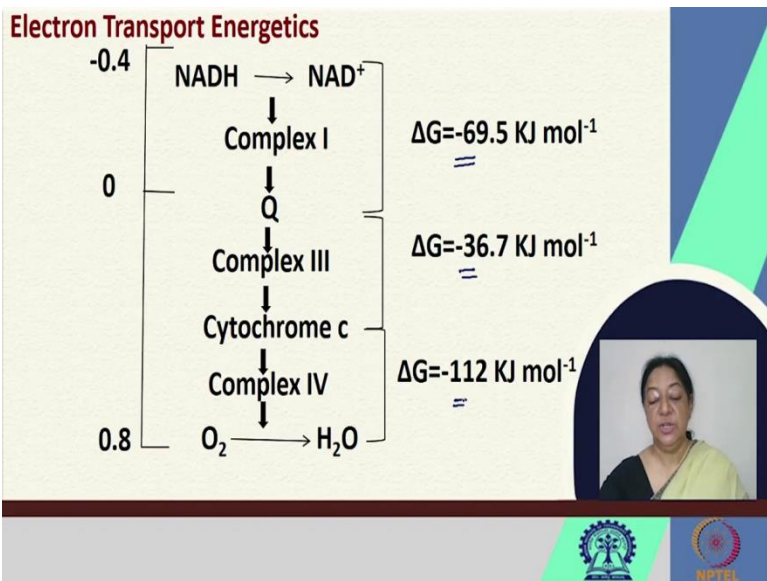 Electron Transport Energetics
-0.4
NADH → NAD⁺
Complex I
ΔG=-69.5 KJ mol⁻¹
0
Q
Complex III
ΔG=-36.7 KJ mol⁻¹
Cytochrome c
Complex IV
ΔG=-112 KJ mol⁻¹
0.8
O₂ → H₂O
NPTEL